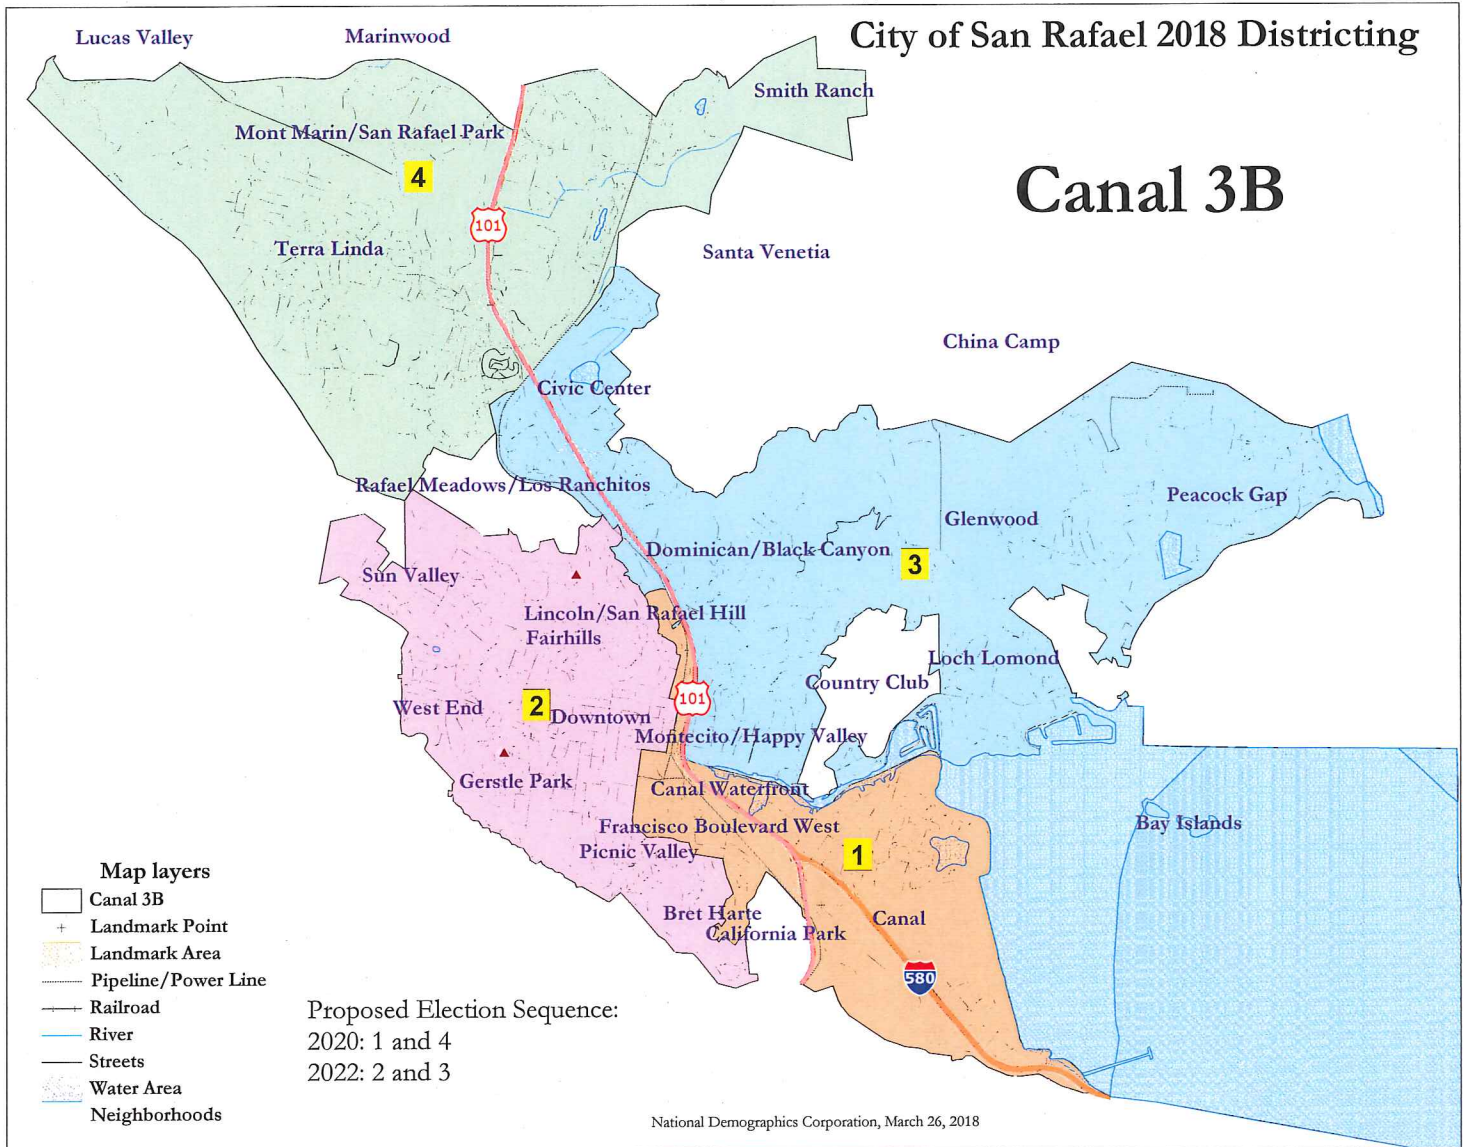 City of San Rafael 2018 Districting
Canal 3B
Lucas Valley
Marinwood
Smith Ranch
Mont Marin/San Rafael Park
4
101
Terra Linda
Santa Venetia
China Camp
Civic Center
Rafael Meadows/Los Ranchitos
Peacock Gap
Glenwood
Dominican/Black Canyon
3
Sun Valley
Lincoln/San Rafael Hill
Fairhills
Loch Lomond
Country Club
101
West End
2
Downtown
Montecito/Happy Valley
Gerstle Park
Canal Waterfront
Bay Islands
Francisco Boulevard West
Picnic Valley
1
Bret Harte
Canal
California Park
580
Map layers
Canal 3B
Landmark Point
Landmark Area
Pipeline/Power Line
Railroad
River
Streets
Water Area
Neighborhoods
Proposed Election Sequence:
2020: 1 and 4
2022: 2 and 3
National Demographics Corporation, March 26, 2018